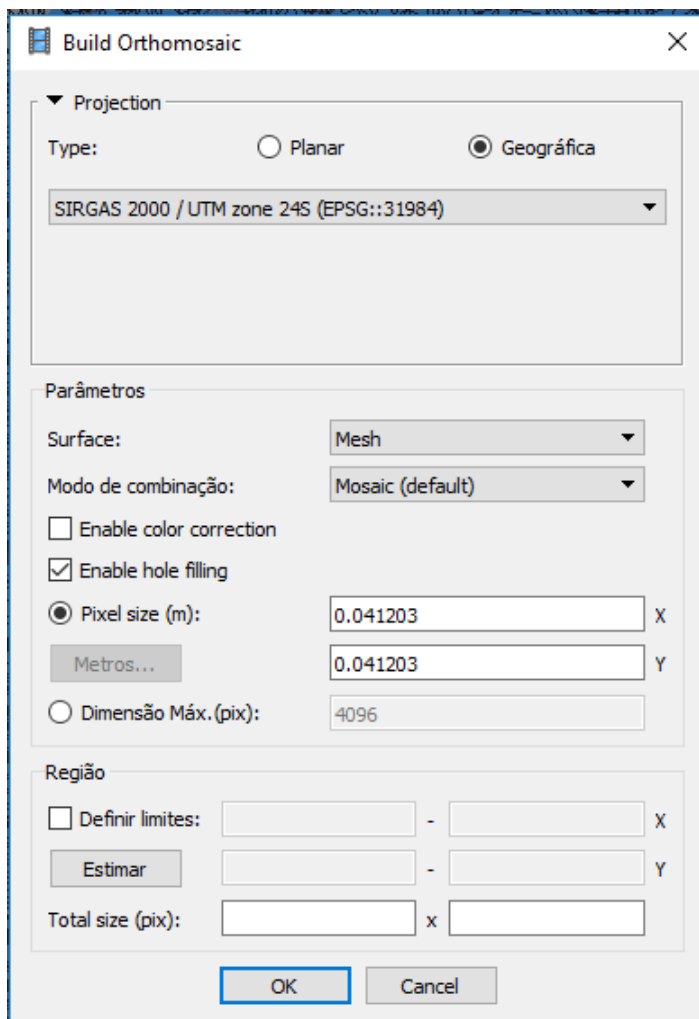 Build Orthomosaic
Projection
Type: Planar Geográfica
SIRGAS 2000 / UTM zone 24S (EPSG::31984)
Parâmetros
Surface: Mesh
Modo de combinação: Mosaic (default)
Enable color correction
Enable hole filling
Pixel size (m): 0.041203 X
Metros... 0.041203 Y
Dimensão Máx.(pix): 4096
Região
Definir limites: - X
Estimar - Y
Total size (pix): x
OK Cancel